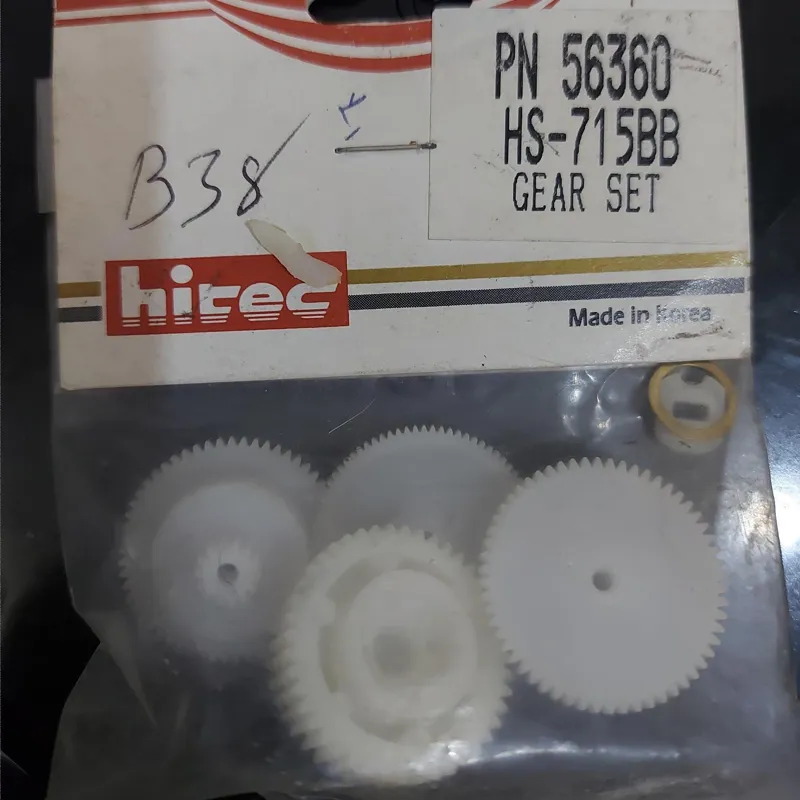 PN 56360
HS-715BB
GEAR SET
B38
hitec
Made in Korea